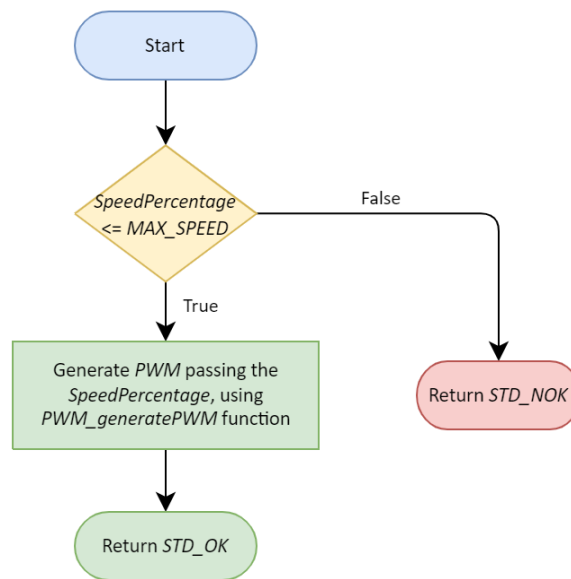 Start
SpeedPercentage
<= MAX_SPEED
False
True
Generate PWM passing the
SpeedPercentage, using
PWM_generatePWM function
Return STD_NOK
Return STD_OK